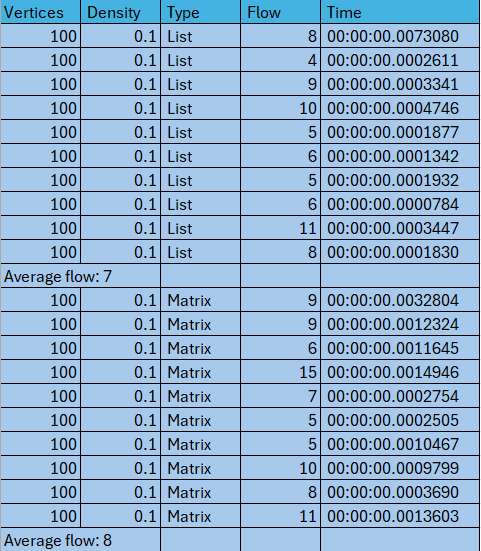 Vertices Density Type Flow Time
100 0.1 List 8 00:00:00.0073080
100 0.1 List 4 00:00:00.0002611
100 0.1 List 9 00:00:00.0003341
100 0.1 List 10 00:00:00.0004746
100 0.1 List 5 00:00:00.0001877
100 0.1 List 6 00:00:00.0001342
100 0.1 List 5 00:00:00.0001932
100 0.1 List 6 00:00:00.0000784
100 0.1 List 11 00:00:00.0003447
100 0.1 List 8 00:00:00.0001830
Average flow: 7
100 0.1 Matrix 9 00:00:00.0032804
100 0.1 Matrix 9 00:00:00.0012324
100 0.1 Matrix 6 00:00:00.0011645
100 0.1 Matrix 15 00:00:00.0014946
100 0.1 Matrix 7 00:00:00.0002754
100 0.1 Matrix 5 00:00:00.0002505
100 0.1 Matrix 5 00:00:00.0010467
100 0.1 Matrix 10 00:00:00.0009799
100 0.1 Matrix 8 00:00:00.0003690
100 0.1 Matrix 11 00:00:00.0013603
Average flow: 8